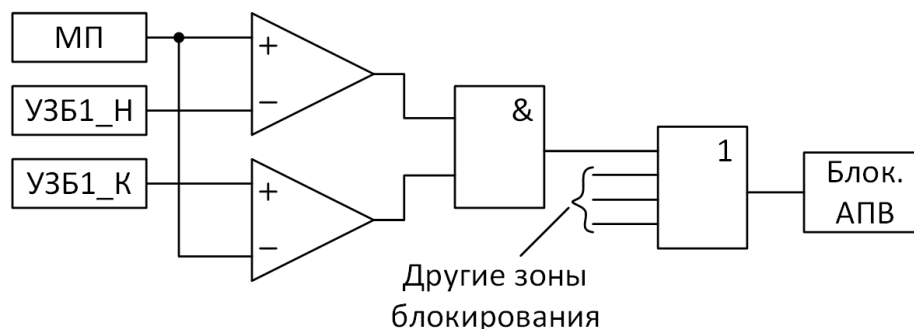 МП
+
−
УЗБ1_Н
&
УЗБ1_К
+
−
1
Блок.
АПВ
Другие зоны
блокирования